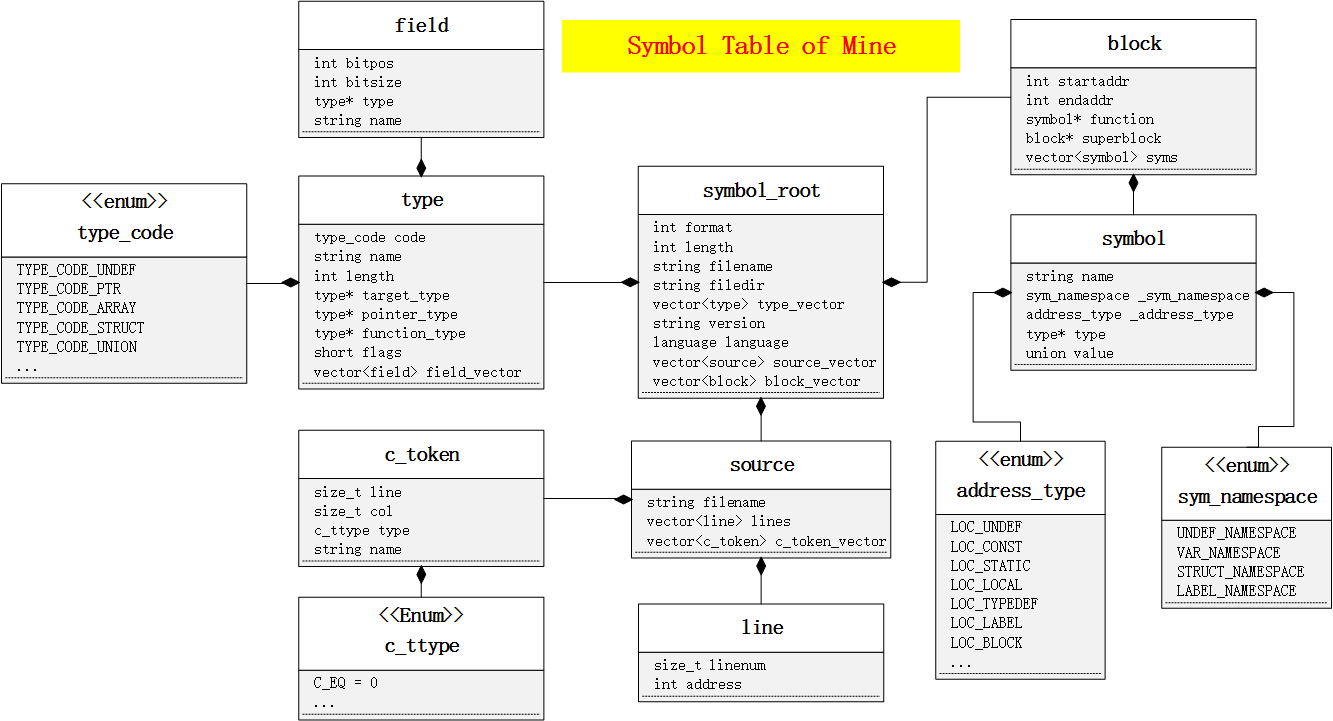 Symbol Table of Mine
field
int bitpos
int bitsize
type* type
string name
<<enum>>
type_code
TYPE_CODE_UNDEF
TYPE_CODE_PTR
TYPE_CODE_ARRAY
TYPE_CODE_STRUCT
TYPE_CODE_UNION
...
type
type_code code
string name
int length
type* target_type
type* pointer_type
type* function_type
short flags
vector<field> field_vector
symbol_root
int format
int length
string filename
string filedir
vector<type> type_vector
string version
language language
vector<source> source_vector
vector<block> block_vector
block
int startaddr
int endaddr
symbol* function
block* superblock
vector<symbol> syms
symbol
string name
sym_namespace _sym_namespace
address_type _address_type
type* type
union value
c_token
size_t line
size_t col
c_ttype type
string name
<<Enum>>
c_ttype
C_EQ = 0
...
source
string filename
vector<line> lines
vector<c_token> c_token_vector
line
size_t linenum
int address
<<enum>>
address_type
LOC_UNDEF
LOC_CONST
LOC_STATIC
LOC_LOCAL
LOC_TYPEDEF
LOC_LABEL
LOC_BLOCK
...
<<enum>>
sym_namespace
UNDEF_NAMESPACE
VAR_NAMESPACE
STRUCT_NAMESPACE
LABEL_NAMESPACE